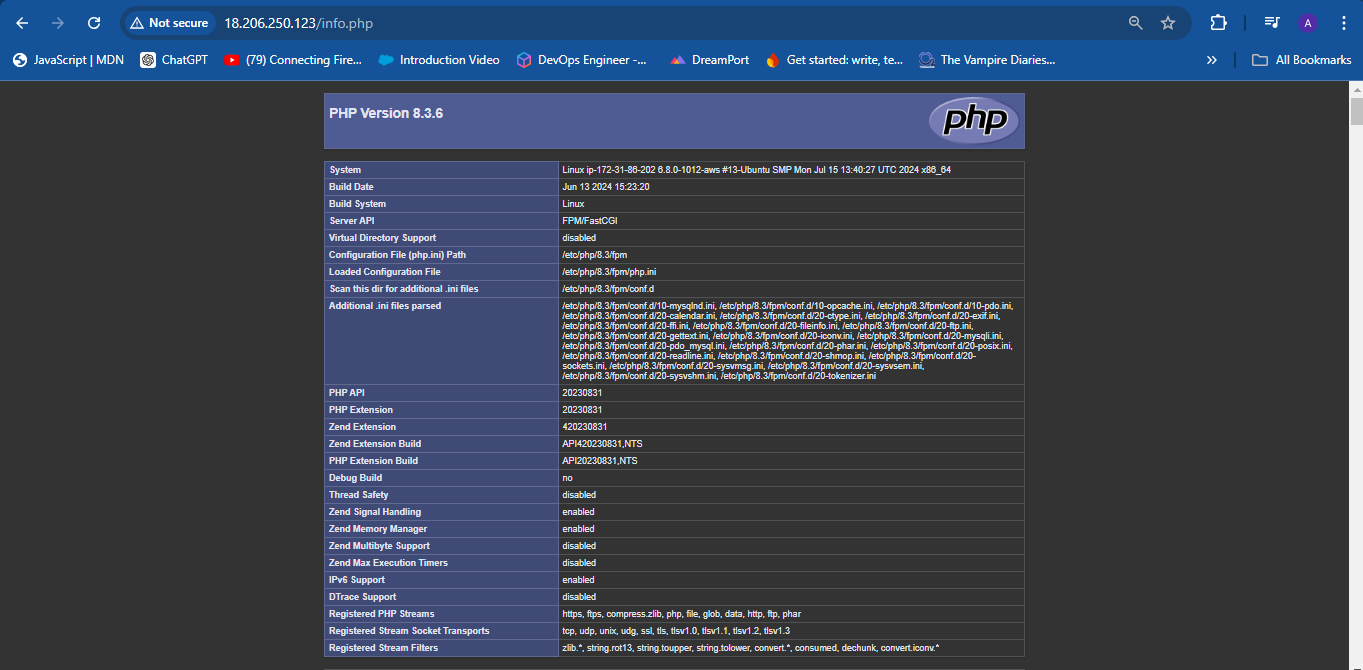 Not secure 18.206.250.123/info.php A
JavaScript | MDN ChatGPT (79) Connecting Fire... Introduction Video DevOps Engineer -... DreamPort Get started: write, te... The Vampire Diaries... » All Bookmarks
PHP Version 8.3.6 php
System Linux ip-172-31-86-202 6.8.0-1012-aws #13-Ubuntu SMP Mon Jul 15 13:40:27 UTC 2024 x86_64
Build Date Jun 13 2024 15:23:20
Build System Linux
Server API FPM/FastCGI
Virtual Directory Support disabled
Configuration File (php.ini) Path /etc/php/8.3/fpm
Loaded Configuration File /etc/php/8.3/fpm/php.ini
Scan this dir for additional .ini files /etc/php/8.3/fpm/conf.d
Additional .ini files parsed /etc/php/8.3/fpm/conf.d/10-mysqlnd.ini, /etc/php/8.3/fpm/conf.d/10-opcache.ini, /etc/php/8.3/fpm/conf.d/10-pdo.ini,
/etc/php/8.3/fpm/conf.d/20-calendar.ini, /etc/php/8.3/fpm/conf.d/20-ctype.ini, /etc/php/8.3/fpm/conf.d/20-exif.ini,
/etc/php/8.3/fpm/conf.d/20-ffi.ini, /etc/php/8.3/fpm/conf.d/20-fileinfo.ini, /etc/php/8.3/fpm/conf.d/20-ftp.ini,
/etc/php/8.3/fpm/conf.d/20-gettext.ini, /etc/php/8.3/fpm/conf.d/20-iconv.ini, /etc/php/8.3/fpm/conf.d/20-mysqli.ini,
/etc/php/8.3/fpm/conf.d/20-pdo_mysql.ini, /etc/php/8.3/fpm/conf.d/20-phar.ini, /etc/php/8.3/fpm/conf.d/20-posix.ini,
/etc/php/8.3/fpm/conf.d/20-readline.ini, /etc/php/8.3/fpm/conf.d/20-shmop.ini, /etc/php/8.3/fpm/conf.d/20-
sockets.ini, /etc/php/8.3/fpm/conf.d/20-sysvmsg.ini, /etc/php/8.3/fpm/conf.d/20-sysvsem.ini,
/etc/php/8.3/fpm/conf.d/20-sysvshm.ini, /etc/php/8.3/fpm/conf.d/20-tokenizer.ini
PHP API 20230831
PHP Extension 20230831
Zend Extension 420230831
Zend Extension Build API420230831,NTS
PHP Extension Build API20230831,NTS
Debug Build no
Thread Safety disabled
Zend Signal Handling enabled
Zend Memory Manager enabled
Zend Multibyte Support disabled
Zend Max Execution Timers disabled
IPv6 Support enabled
DTrace Support disabled
Registered PHP Streams https, ftps, compress.zlib, php, file, glob, data, http, ftp, phar
Registered Stream Socket Transports tcp, udp, unix, udg, ssl, tls, tlsv1.0, tlsv1.1, tlsv1.2, tlsv1.3
Registered Stream Filters zlib.*, string.rot13, string.toupper, string.tolower, convert.*, consumed, dechunk, convert.iconv.*